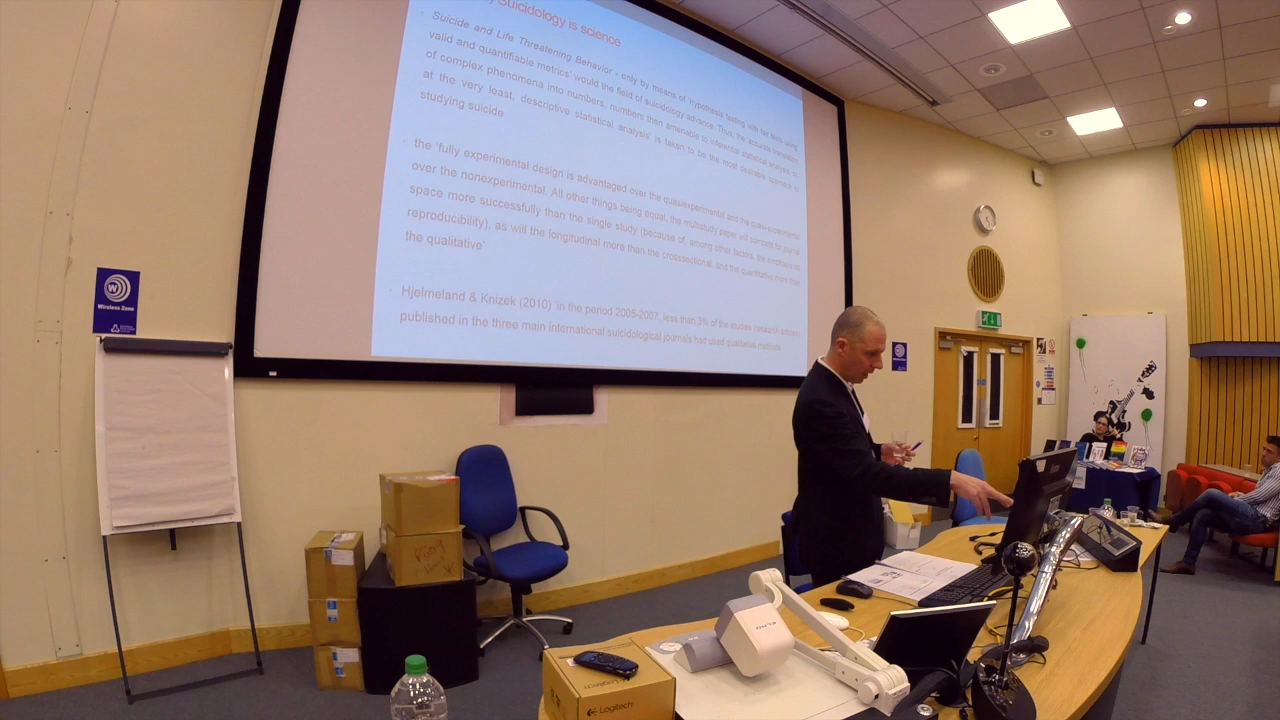 Suicidology is science
Suicide and Life Threatening Behavior - only by means of 'hypothesis testing with fair tests using
valid and quantifiable metrics' would the field of suicidology advance. Thus, the 'accurate translation
of complex phenomena into numbers, numbers then amenable to inferential statistical analysis, or,
at the very least, descriptive statistical analysis' is taken to be the most desirable approach to
studying suicide
the 'fully experimental design is advantaged over the quasiexperimental and the quasi-experimental
over the nonexperimental. All other things being equal, the multistudy paper will compete for journal
space more successfully than the single study (because of, among other factors, the emphasis on
reproducibility), as will the longitudinal more than the crosssectional, and the quantitative more than
the qualitative'
Hjelmeland & Knizek (2010) 'in the period 2005-2007, less than 3% of the studies (research articles)
published in the three main international suicidological journals had used qualitative methods
W
Wireless Zone
ELMO
Logitech